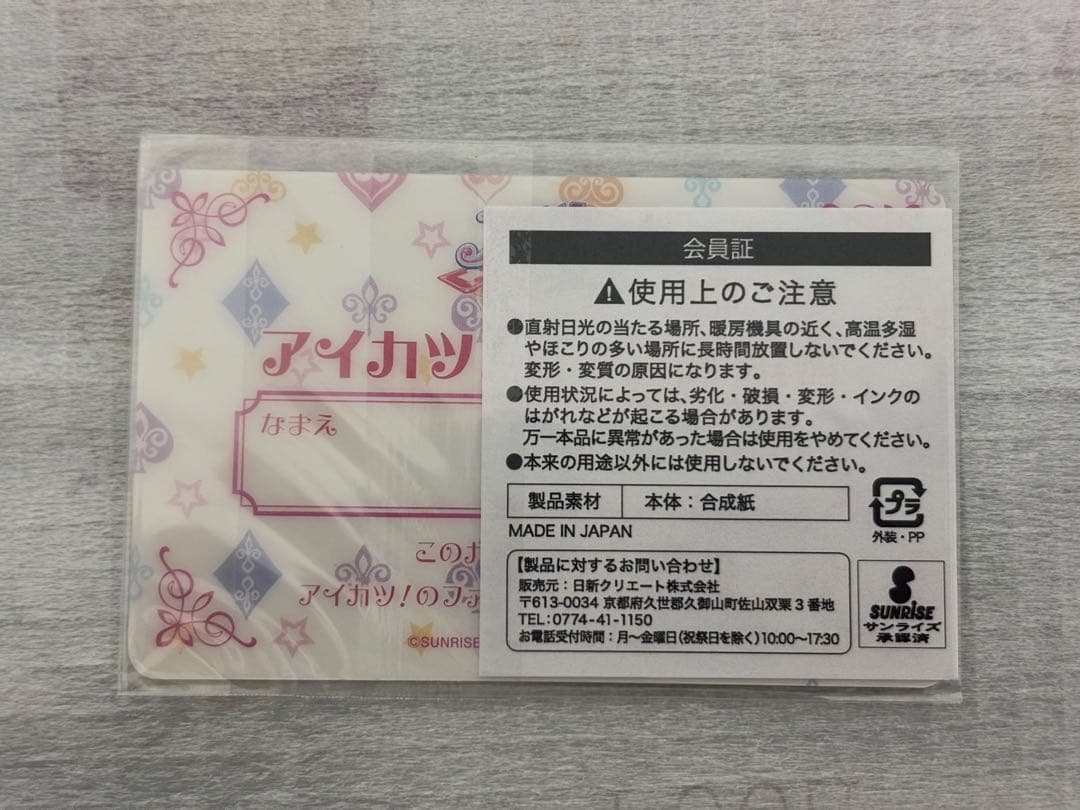 アイカツ
なまえ
このカ
アイカツ！のファ
©SUNRISE
会員証
使用上のご注意
●直射日光の当たる場所、暖房機具の近く、高温多湿
やほこりの多い場所に長時間放置しないでください。
変形・変質の原因になります。
●使用状況によっては、劣化・破損・変形・インクの
はがれなどが起こる場合があります。
万一本品に異常があった場合は使用をやめてください。
●本来の用途以外には使用しないでください。
製品素材 本体：合成紙
MADE IN JAPAN
プラ
外装・PP
【製品に対するお問い合わせ】
販売元：日新クリエート株式会社
〒613-0034 京都府久世郡久御山町佐山双栗3番地
TEL:0774-41-1150
お電話受付時間：月〜金曜日(祝祭日を除く)10:00〜17:30
SUNRISE
サンライズ
承認済